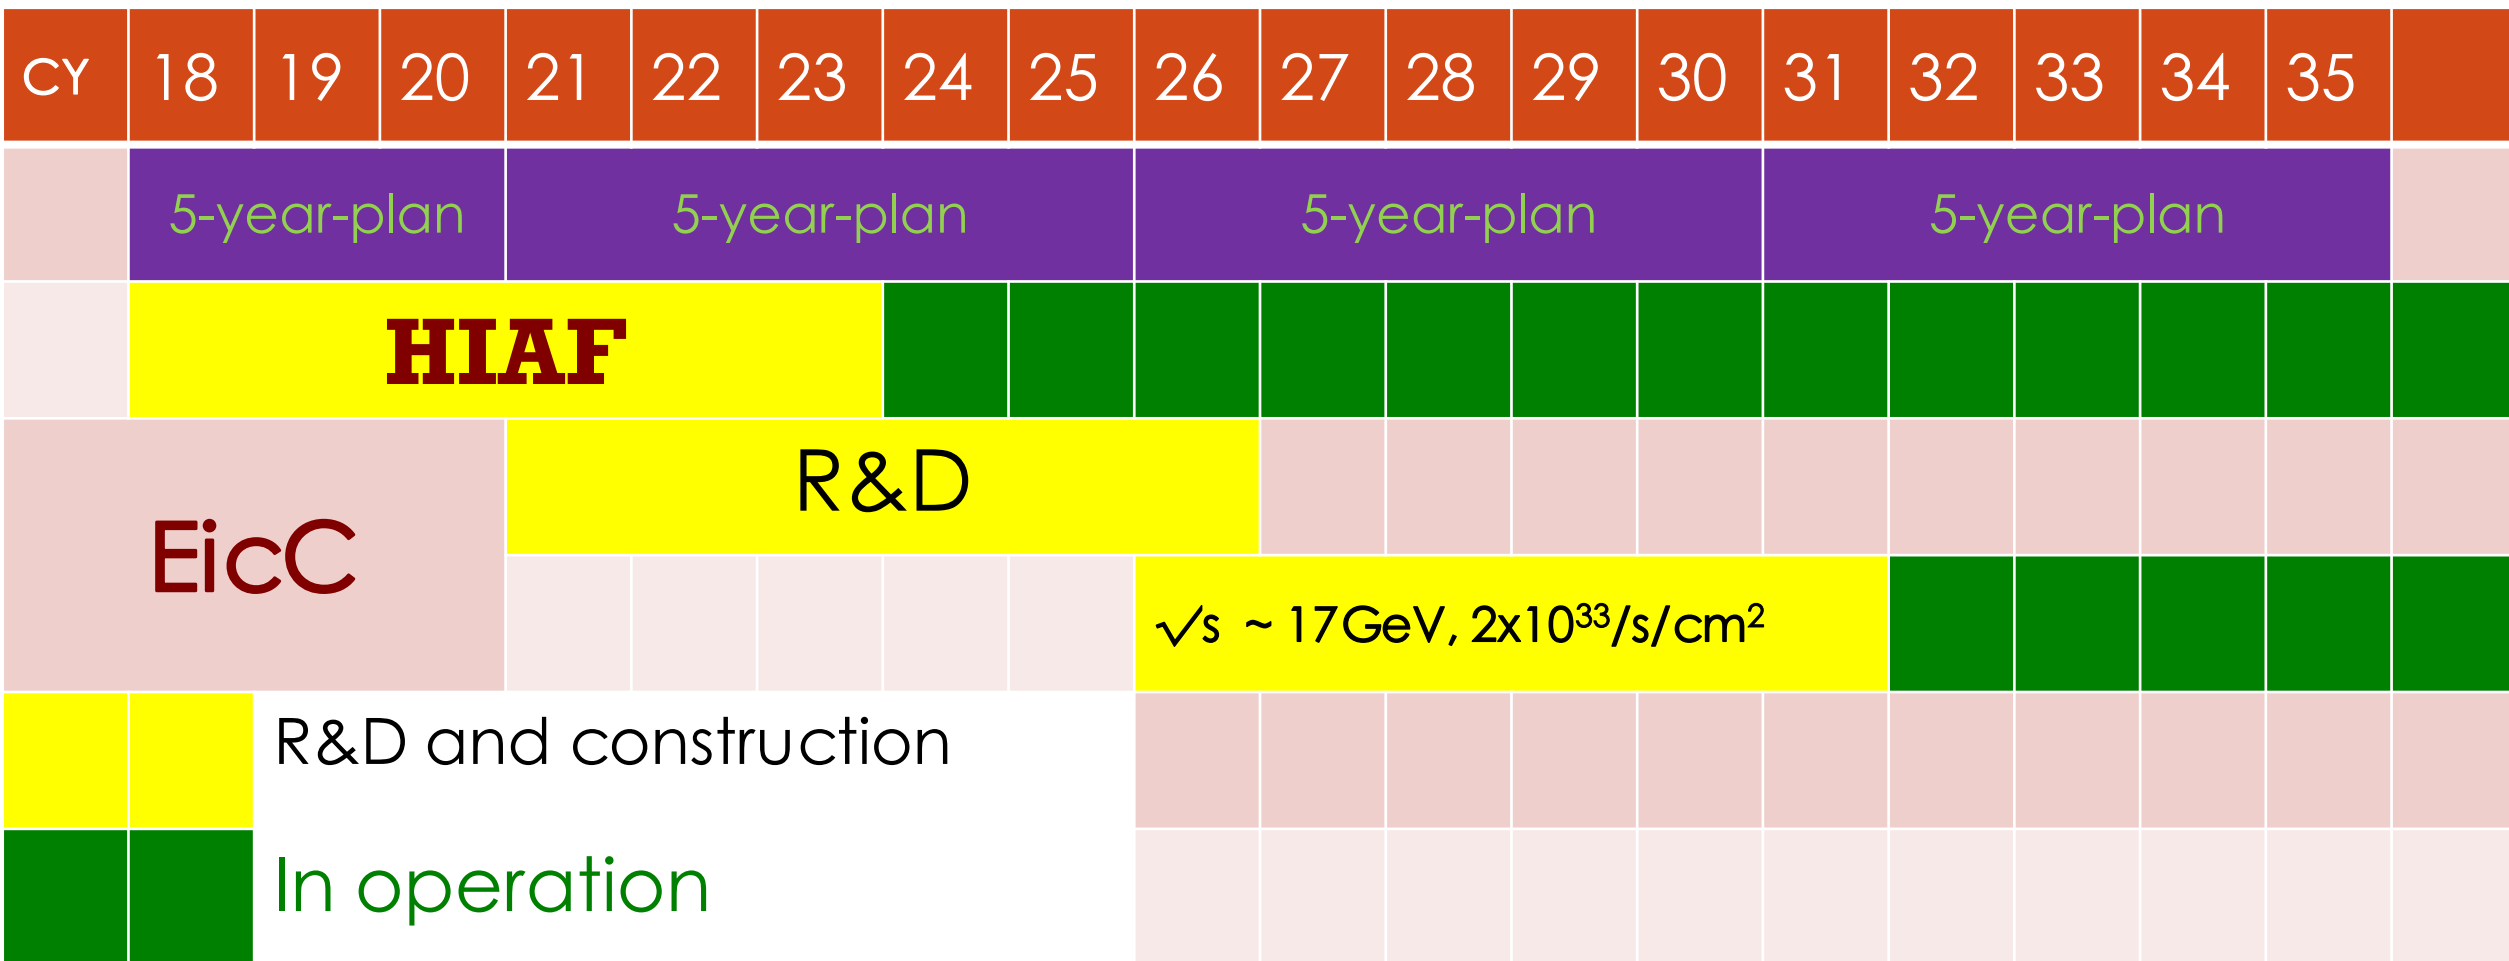 CY 18 19 20 21 22 23 24 25 26 27 28 29 30 31 32 33 34 35
5-year-plan 5-year-plan 5-year-plan 5-year-plan
HIAF
R&D
EicC
√s ~ 17GeV, 2x10³³/s/cm²
R&D and construction
In operation